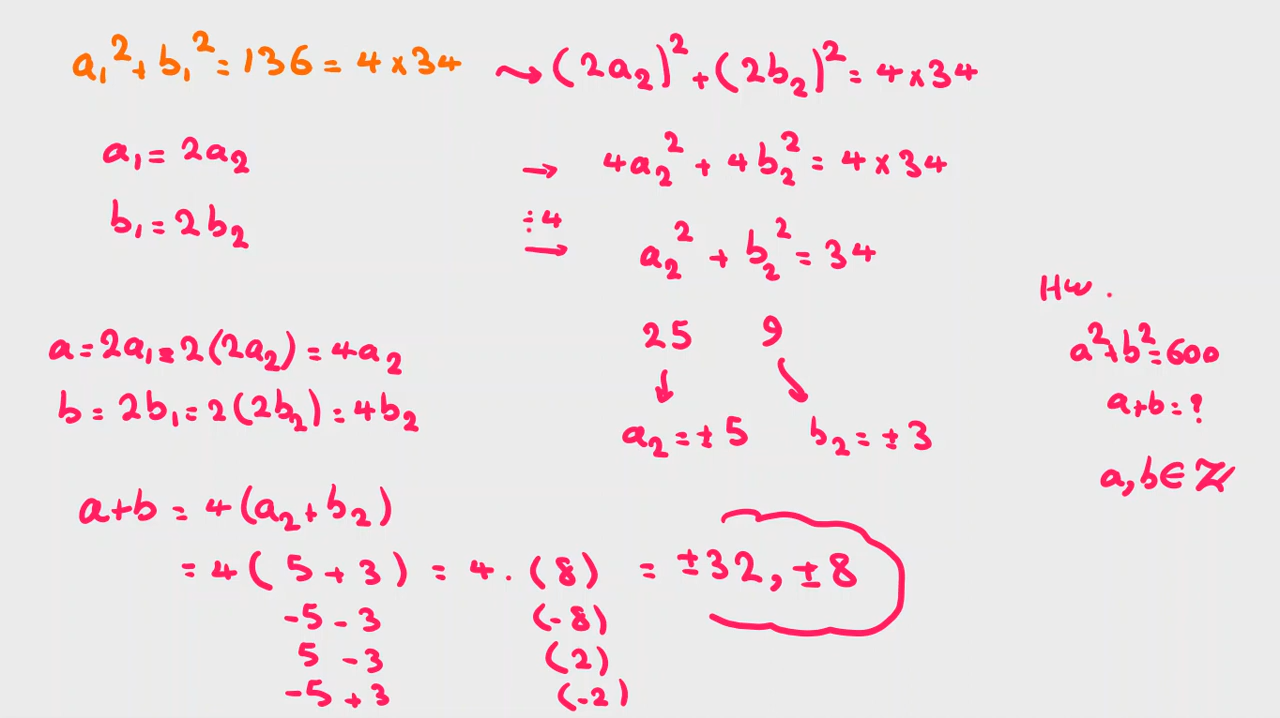 a₁² + b₁² = 136 = 4 × 34 ⇝ (2a₂)² + (2b₂)² = 4 × 34
a₁ = 2a₂
→ 4a₂² + 4b₂² = 4 × 34
b₁ = 2b₂
÷4
→ a₂² + b₂² = 34
25 9
↓ ↘
a₂ = ±5 b₂ = ±3
a = 2a₁ = 2(2a₂) = 4a₂
b = 2b₁ = 2(2b₂) = 4b₂
a+b = 4(a₂ + b₂)
= 4( 5 + 3 ) = 4 . (8) = ±32, ±8
-5 - 3 (-8)
5 - 3 (2)
-5 + 3 (-2)
Hw .
a² + b² = 600
a+b = ?
a, b ∈ ℤ